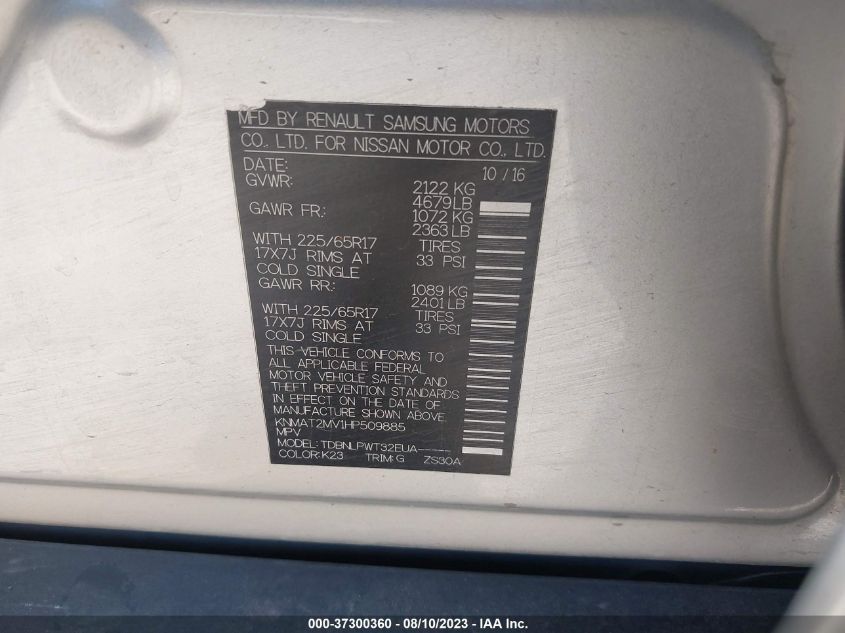 MFD BY RENAULT SAMSUNG MOTORS
CO., LTD. FOR NISSAN MOTOR CO., LTD.
DATE: 10 / 16
GVWR: 2122 KG
4679 LB
GAWR FR: 1072 KG
2363 LB
WITH 225/65R17 TIRES
17X7J RIMS AT 33 PSI
COLD SINGLE
GAWR RR: 1089 KG
2401 LB
WITH 225/65R17 TIRES
17X7J RIMS AT 33 PSI
COLD SINGLE
THIS VEHICLE CONFORMS TO
ALL APPLICABLE FEDERAL
MOTOR VEHICLE SAFETY AND
THEFT PREVENTION STANDARDS
IN EFFECT ON THE DATE OF
MANUFACTURE SHOWN ABOVE.
KNMAT2MV1HP509885
MPV
MODEL: TDBNLPWT32EUA-----
COLOR:K23 TRIM:G ZS30A
000-37300360 - 08/10/2023 - IAA Inc.